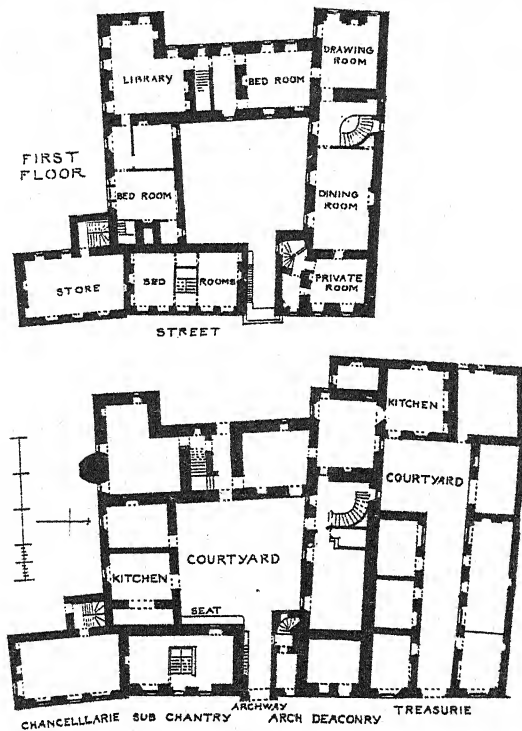 DRAWING
ROOM
LIBRARY
BED ROOM
FIRST
FLOOR
BED ROOM
DINING
ROOM
STORE
BED ROOMS
PRIVATE
ROOM
STREET
KITCHEN
COURTYARD
COURTYARD
KITCHEN
SEAT
ARCHWAY
CHANCELLLARIE SUB CHANTRY ARCH DEACONRY TREASURIE